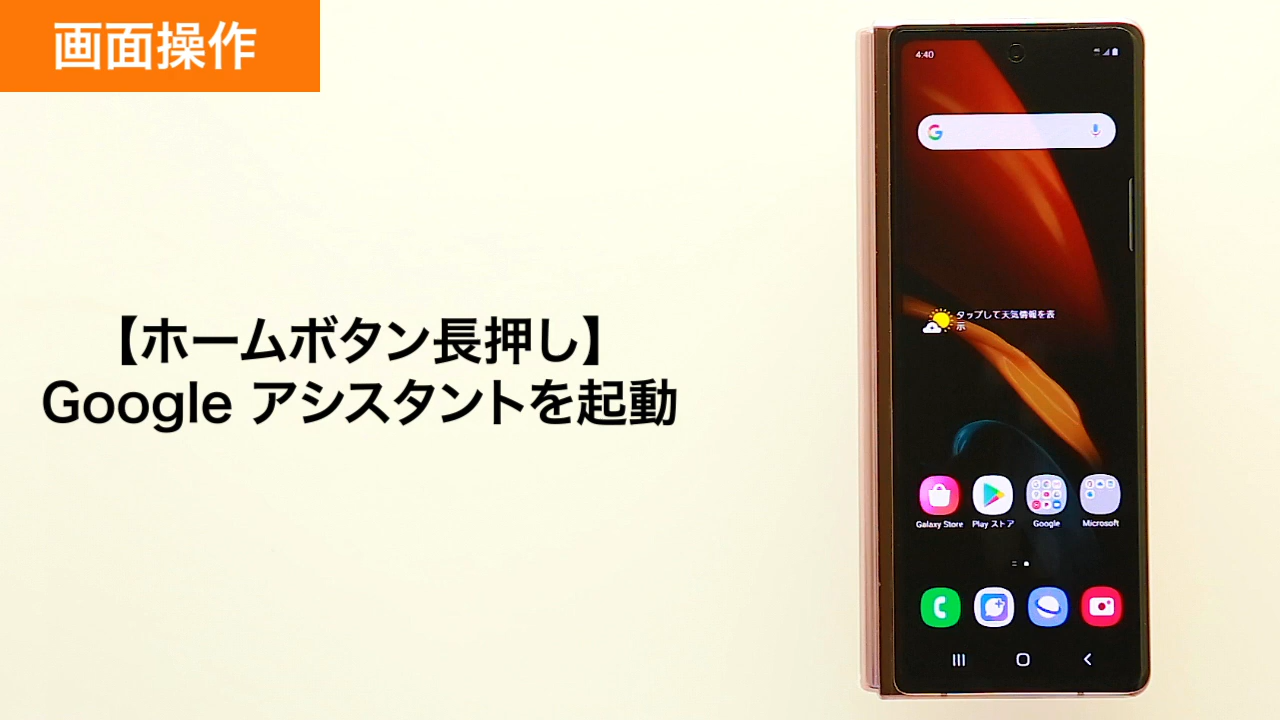 画面操作
【ホームボタン長押し】
Google アシスタントを起動
4:40
G
タップして天気情報を表
示
Galaxy Store
Play ストア
Google
Microsoft